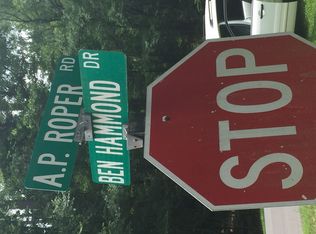 A.P. ROPER RD
BEN HAMMOND DR
STOP